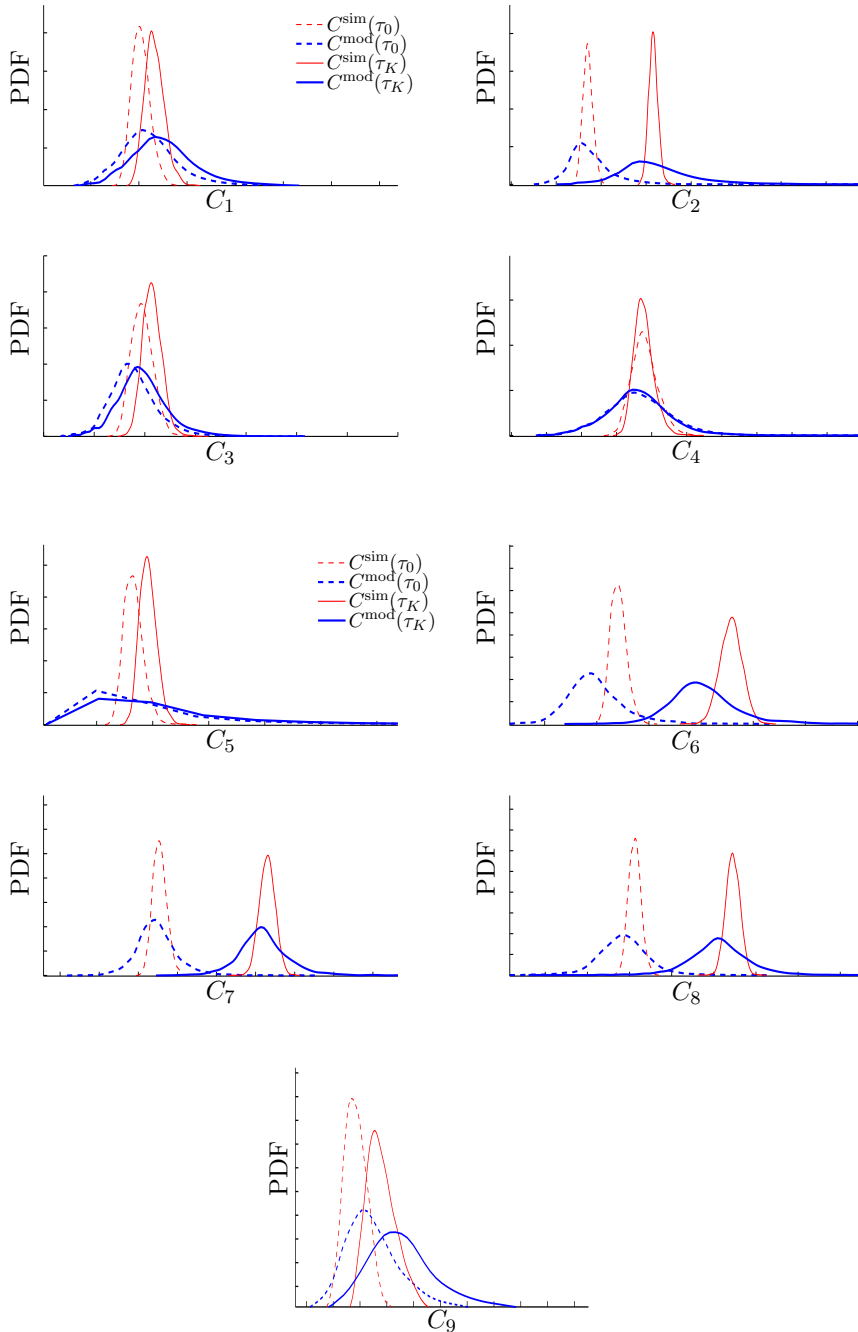 PDF
C^sim(τ_0)
C^mod(τ_0)
C^sim(τ_K)
C^mod(τ_K)
C_1
PDF
C_2
PDF
C_3
PDF
C_4
PDF
C^sim(τ_0)
C^mod(τ_0)
C^sim(τ_K)
C^mod(τ_K)
C_5
PDF
C_6
PDF
C_7
PDF
C_8
PDF
C_9